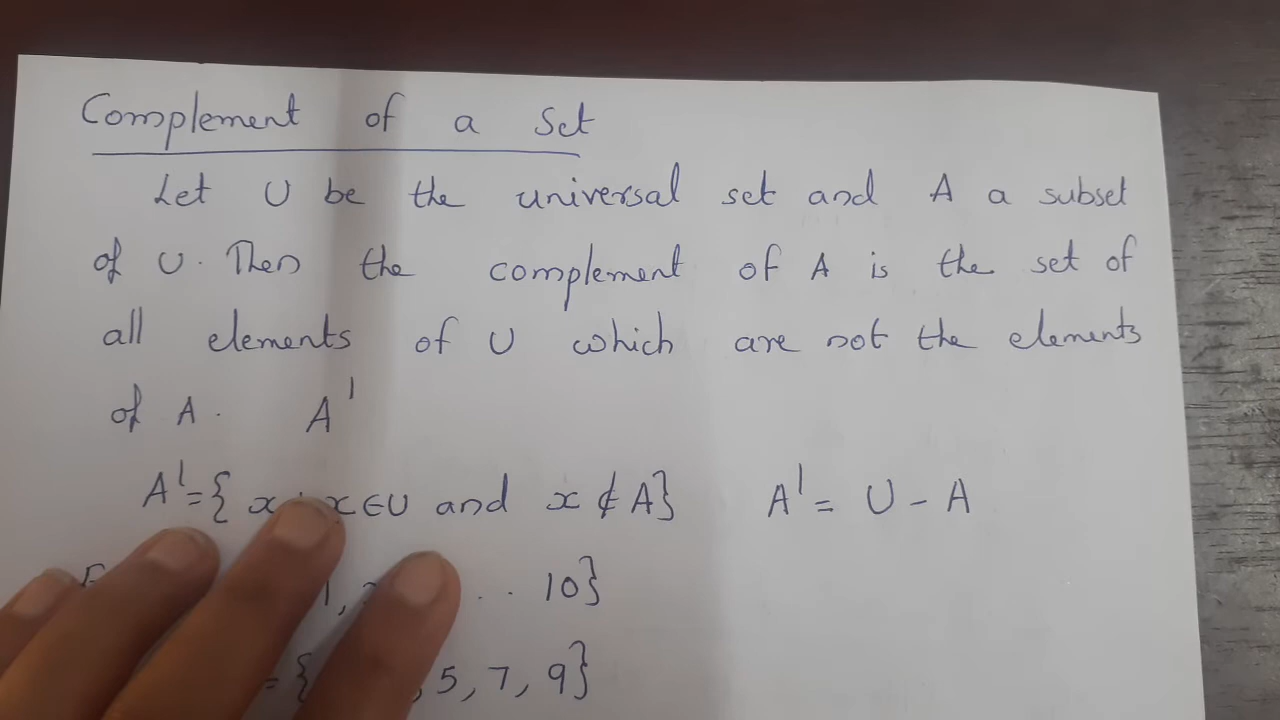 Complement of a Set
Let U be the universal set and A a subset
of U. Then the complement of A is the set of
all elements of U which are not the elements
of A. A'
A' = { x : x ∈ U and x ∉ A} A' = U - A
1, . . 10}
= { , 5, 7, 9}